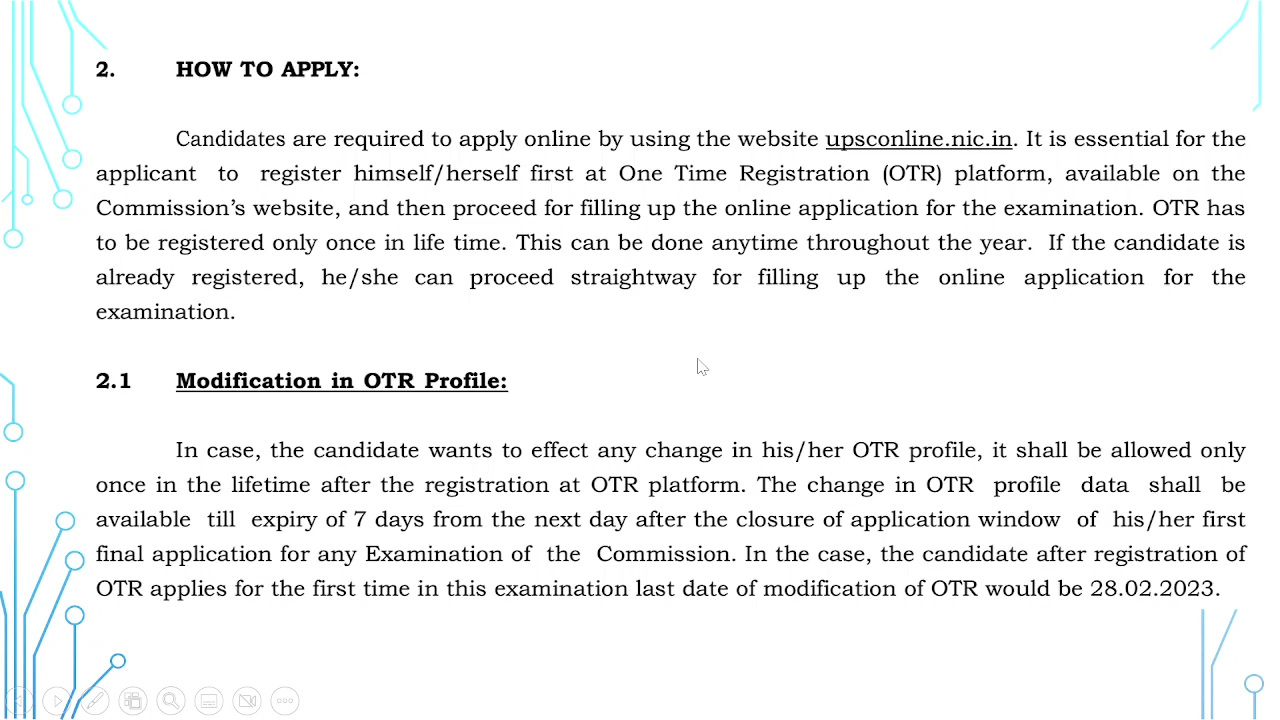 2. HOW TO APPLY:
Candidates are required to apply online by using the website upsconline.nic.in. It is essential for the
applicant to register himself/herself first at One Time Registration (OTR) platform, available on the
Commission's website, and then proceed for filling up the online application for the examination. OTR has
to be registered only once in life time. This can be done anytime throughout the year. If the candidate is
already registered, he/she can proceed straightway for filling up the online application for the
examination.
2.1 Modification in OTR Profile:
In case, the candidate wants to effect any change in his/her OTR profile, it shall be allowed only
once in the lifetime after the registration at OTR platform. The change in OTR profile data shall be
available till expiry of 7 days from the next day after the closure of application window of his/her first
final application for any Examination of the Commission. In the case, the candidate after registration of
OTR applies for the first time in this examination last date of modification of OTR would be 28.02.2023.